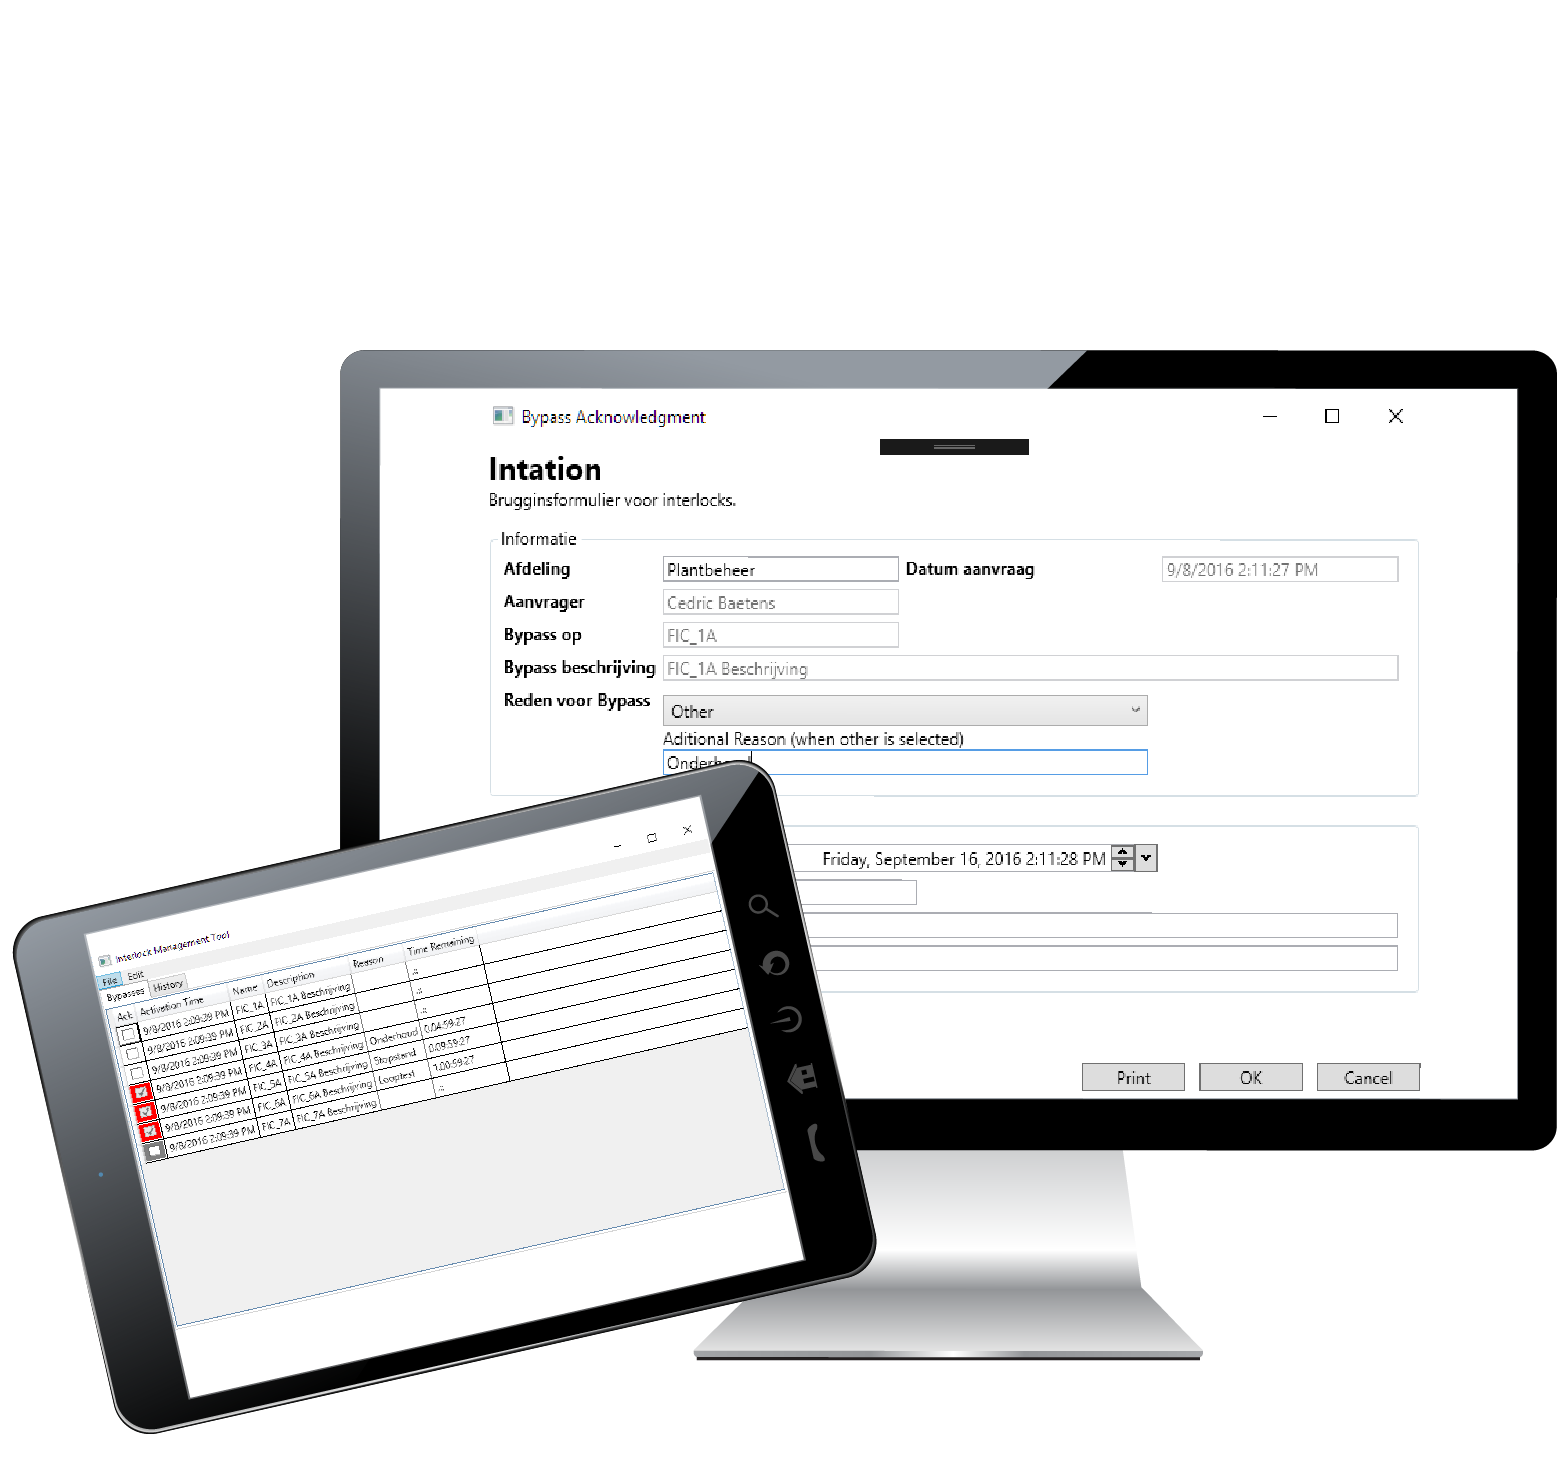 Bypass Acknowledgment
Intation
Brugginsformulier voor interlocks.
Informatie
Afdeling Plantbeheer Datum aanvraag 9/8/2016 2:11:27 PM
Aanvrager Cedric Baetens
Bypass op FIC_1A
Bypass beschrijving FIC_1A Beschrijving
Reden voor Bypass Other
Aditional Reason (when other is selected)
Onderhoud
Friday, September 16, 2016 2:11:28 PM
Print OK Cancel
Interlock Management Tool
File Edit
Bypasses History
Ack Activation Time Name Description Reason Time Remaining
9/8/2016 2:09:39 PM FIC_1A FIC_1A Beschrijving .::
9/8/2016 2:09:39 PM FIC_2A FIC_2A Beschrijving .::
9/8/2016 2:09:39 PM FIC_3A FIC_3A Beschrijving .::
9/8/2016 2:09:39 PM FIC_4A FIC_4A Beschrijving Onderhoud 0.04:59:27
9/8/2016 2:09:39 PM FIC_5A FIC_5A Beschrijving Stopstand 0.09:59:27
9/8/2016 2:09:39 PM FIC_6A FIC_6A Beschrijving Looptest 1.00:59:27
9/8/2016 2:09:39 PM FIC_7A FIC_7A Beschrijving .::